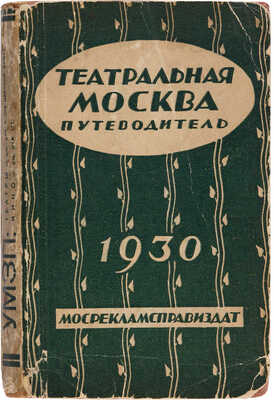 ТЕАТРАЛЬНАЯ
МОСКВА
ПУТЕВОДИТЕЛЬ
1930
МОСРЕКЛАМСПРАВИЗДАТ
УМЗП